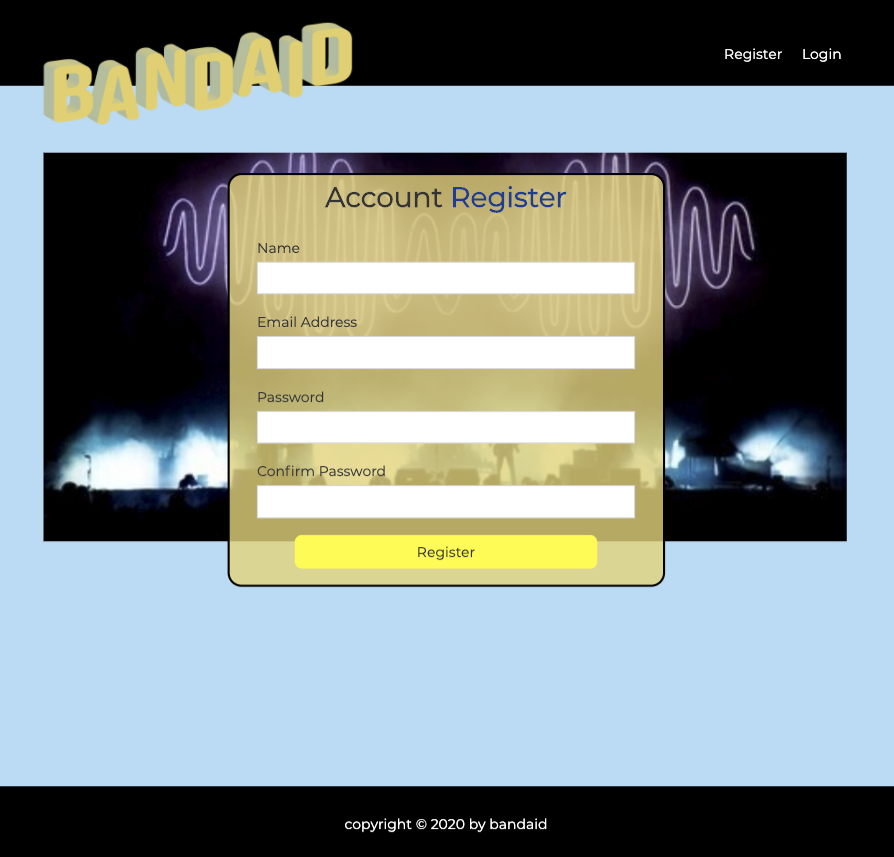 BANDAID
Register Login
Account Register
Name
Email Address
Password
Confirm Password
Register
copyright © 2020 by bandaid